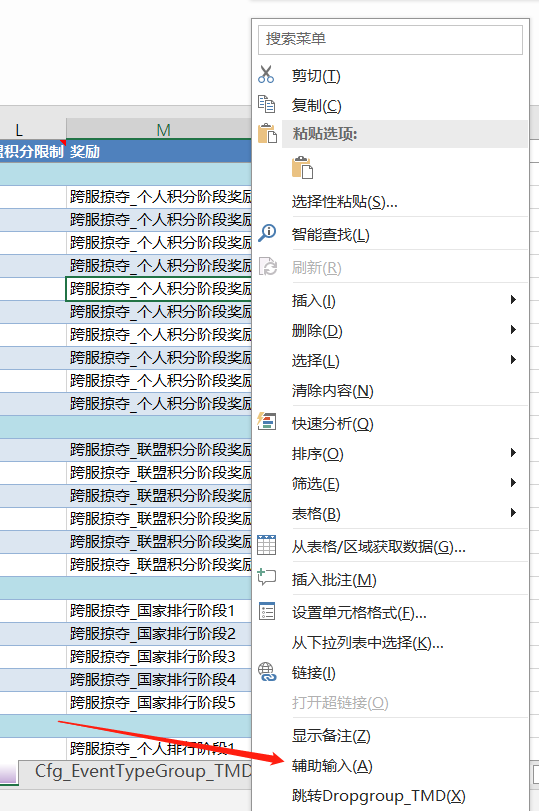 搜索菜单
剪切(T)
复制(C)
粘贴选项:
选择性粘贴(S)...
智能查找(L)
刷新(R)
插入(I)
删除(D)
选择(L)
清除内容(N)
快速分析(Q)
排序(O)
筛选(E)
表格(B)
从表格/区域获取数据(G)...
插入批注(M)
设置单元格格式(F)...
从下拉列表中选择(K)...
链接(I)
打开超链接(O)
显示备注(Z)
辅助输入(A)
跳转Dropgroup_TMD(X)
L M
积分限制 奖励
跨服掠夺_个人积分阶段奖励
跨服掠夺_个人积分阶段奖励
跨服掠夺_个人积分阶段奖励
跨服掠夺_个人积分阶段奖励
跨服掠夺_个人积分阶段奖励
跨服掠夺_个人积分阶段奖励
跨服掠夺_个人积分阶段奖励
跨服掠夺_个人积分阶段奖励
跨服掠夺_个人积分阶段奖励
跨服掠夺_个人积分阶段奖励
跨服掠夺_联盟积分阶段奖励
跨服掠夺_联盟积分阶段奖励
跨服掠夺_联盟积分阶段奖励
跨服掠夺_联盟积分阶段奖励
跨服掠夺_联盟积分阶段奖励
跨服掠夺_联盟积分阶段奖励
跨服掠夺_国家排行阶段1
跨服掠夺_国家排行阶段2
跨服掠夺_国家排行阶段3
跨服掠夺_国家排行阶段4
跨服掠夺_国家排行阶段5
跨服掠夺_个人排行阶段1
Cfg_EventTypeGroup_TMD